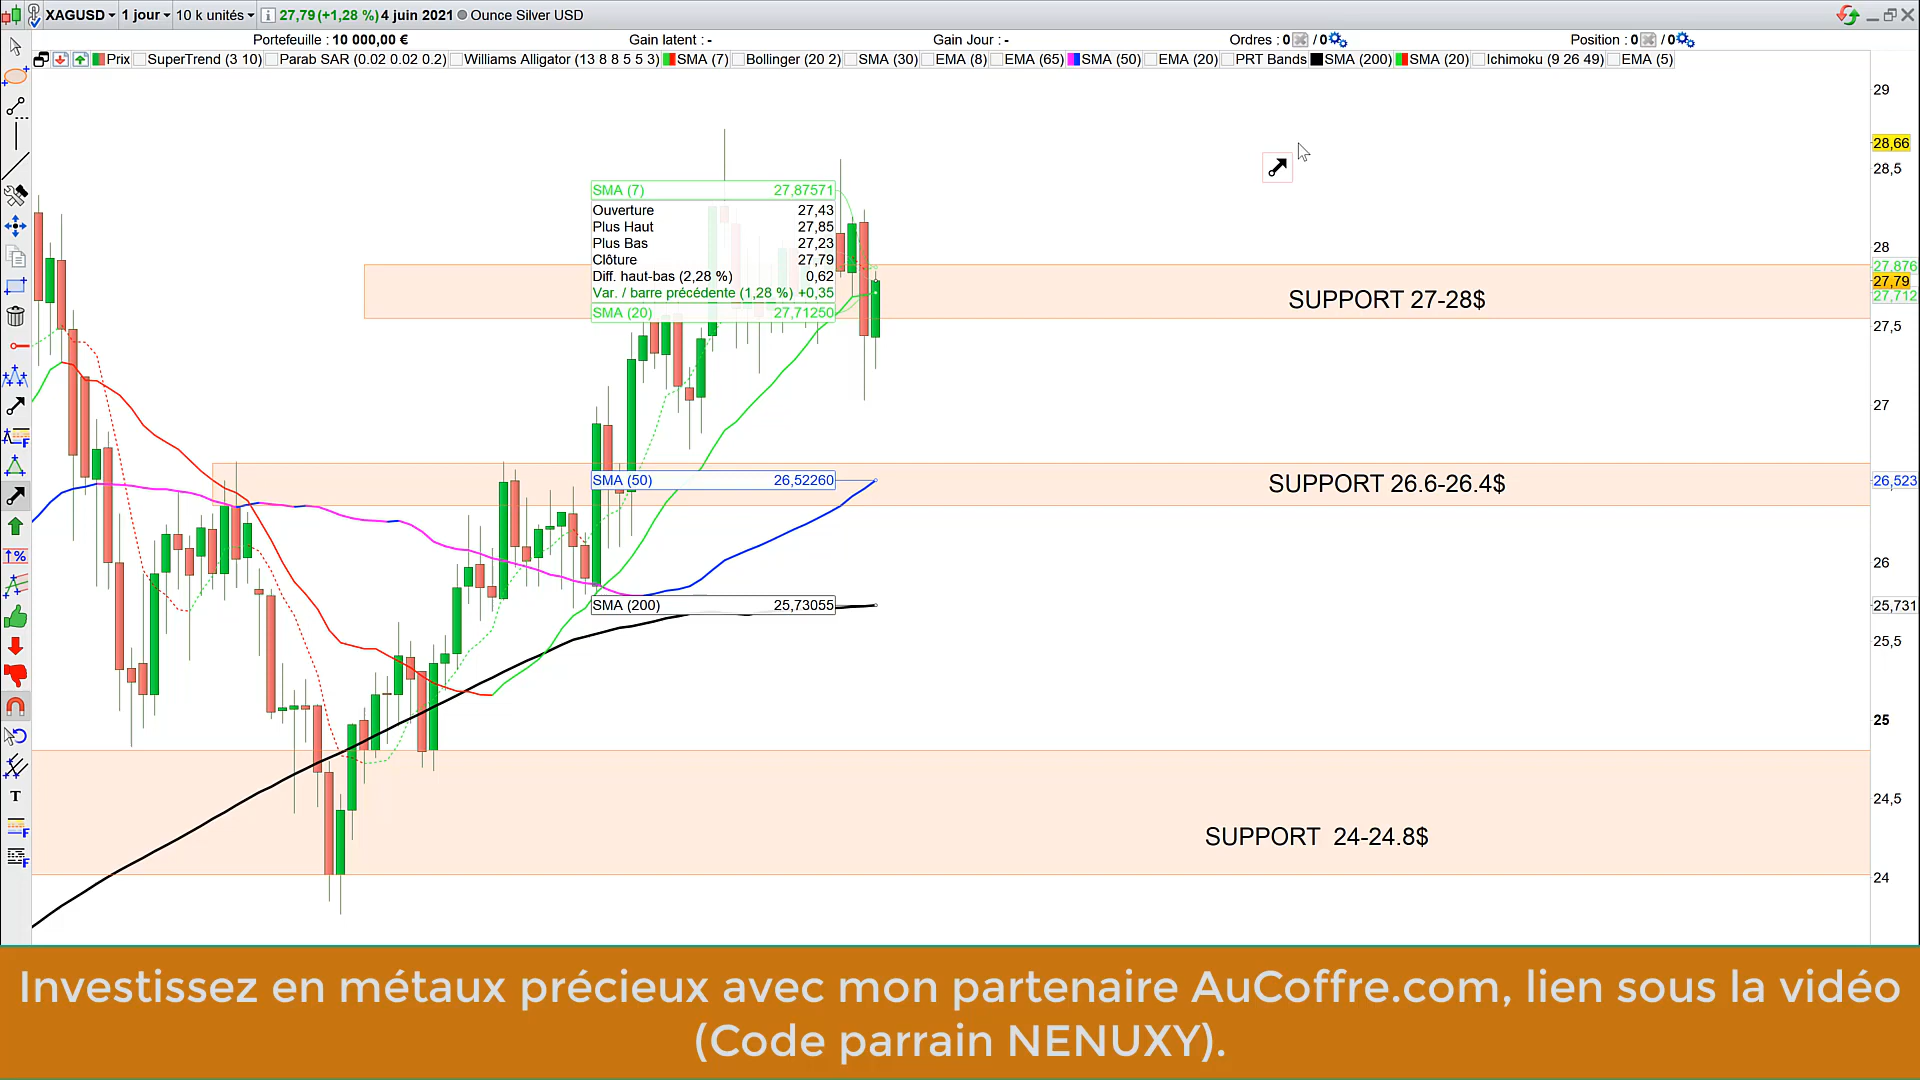 XAGUSD 1 jour 10 k unités 27,79 (+1,28 %) 4 juin 2021 Ounce Silver USD
Portefeuille : 10 000,00 € Gain latent : - Gain Jour : - Ordres : 0 / 0 Position : 0 / 0
Prix SuperTrend (3 10) Parab SAR (0.02 0.02 0.2) Williams Alligator (13 8 8 5 5 3) SMA (7) Bollinger (20 2) SMA (30) EMA (8) EMA (65) SMA (50) EMA (20) PRT Bands SMA (200) SMA (20) Ichimoku (9 26 49) EMA (5)
29
28,66
28,5
SMA (7) 27,87571
Ouverture 27,43
Plus Haut 27,85
Plus Bas 27,23
28
Clôture 27,79
27,876
Diff. haut-bas (2,28 %) 0,62
27,79
Var. / barre précédente (1,28 %) +0,35
27,712
SUPPORT 27-28$
SMA (20) 27,71250
27,5
27
SMA (50) 26,52260
26,523
SUPPORT 26.6-26.4$
26
SMA (200) 25,73055
25,731
25,5
25
24,5
SUPPORT 24-24.8$
24
Investissez en métaux précieux avec mon partenaire AuCoffre.com, lien sous la vidéo
(Code parrain NENUXY).